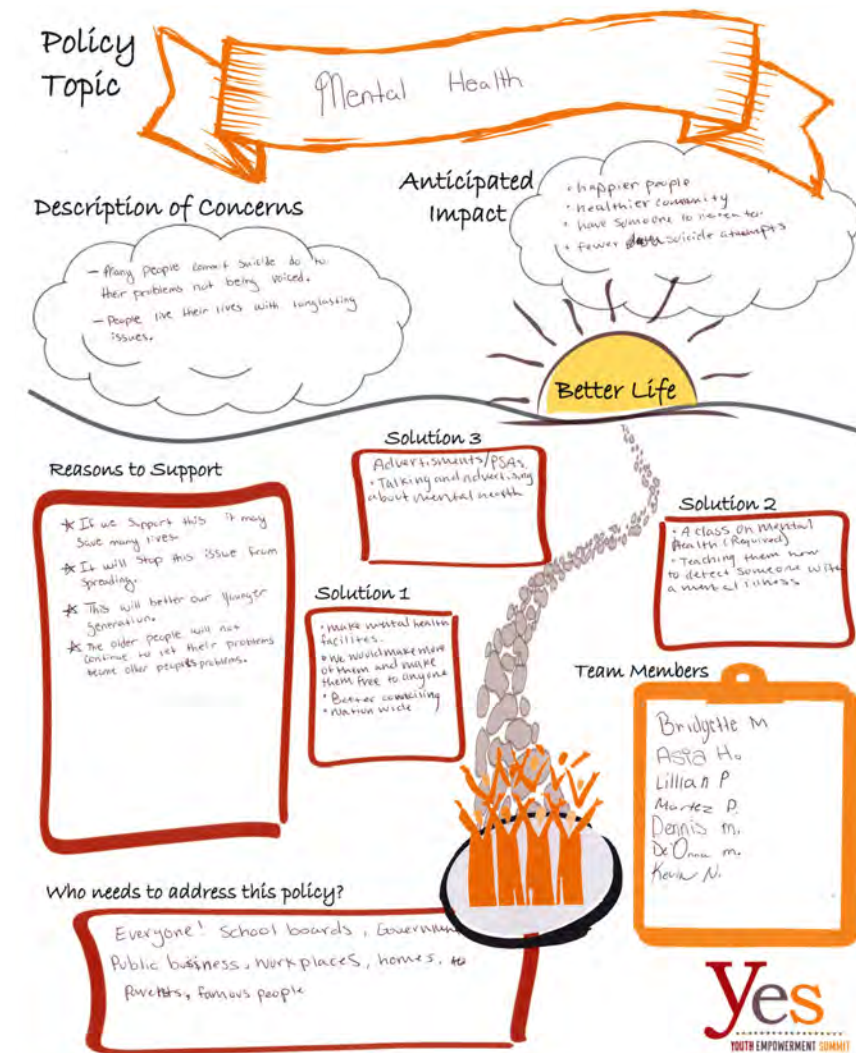 Policy
Topic
Mental Health
Anticipated
Impact
• happier people
• healthier community
• have someone to listen to.
• fewer suicide attempts
Description of Concerns
— Many people commit suicide do to
their problems not being voiced.
— People live their lives with longlasting
issues.
Better Life
Solution 3
Advertisments/PSAs
• Talking and advertising
about mental health
Reasons to Support
☆ If we support this it may
save many lives.
☆ It will stop this issue from
spreading.
☆ This will better our younger
generation.
☆ The older people will not
continue to let their problems
become other people's problems.
Solution 2
• A class on Mental
Health (Required)
• Teaching them how
to detect someone with
a mental illness
Solution 1
• make mental health
facilites.
• We would make more
of them and make
them free to anyone
• Better
• Nation wide
Team Members
Bridgette M
Asia H.
Lillian P
Martez D.
Dennis m.
De'Onna m.
Kevin N.
Who needs to address this policy?
Everyone! School boards,
Public business, workplaces, homes,
Parents, famous people
yes
YOUTH EMPOWERMENT SUMMIT